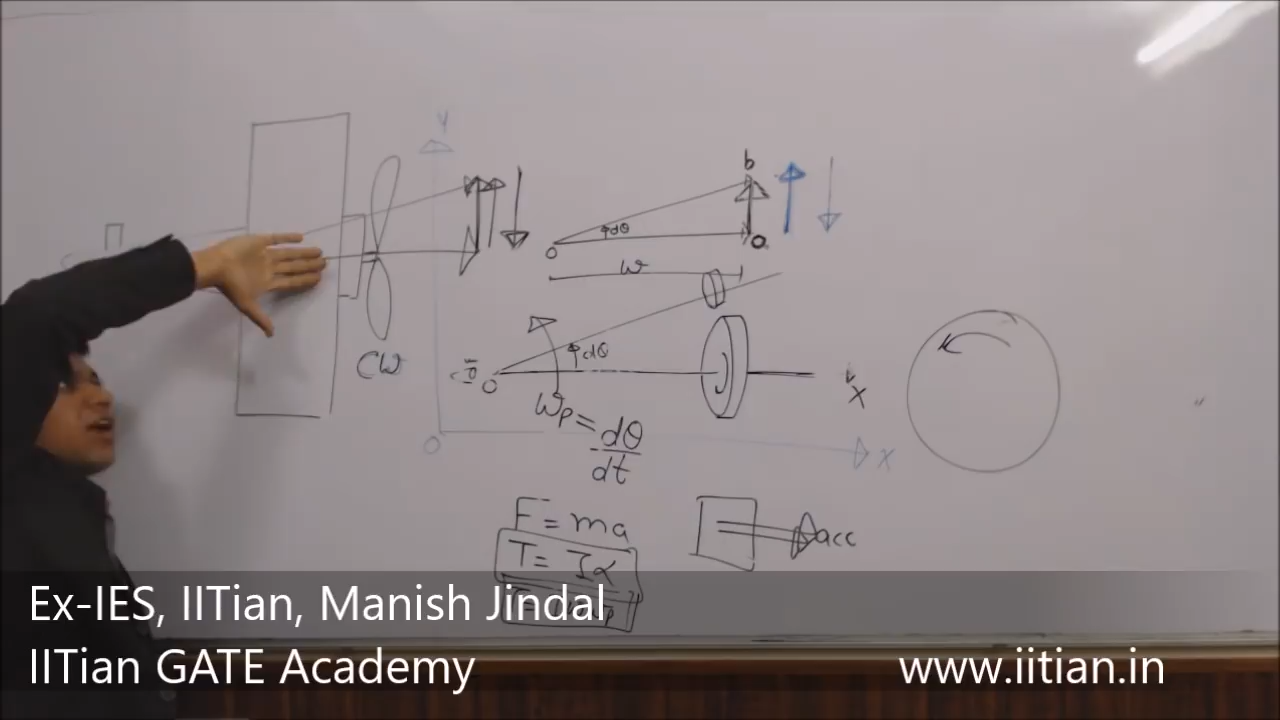 Y
b
dθ
o
a
W
CW
dθ
O
X
Wp = dθ/dt
O
X
F = ma
acc
T = Iα
Ex-IES, IITian, Manish Jindal
IITian GATE Academy
www.iitian.in